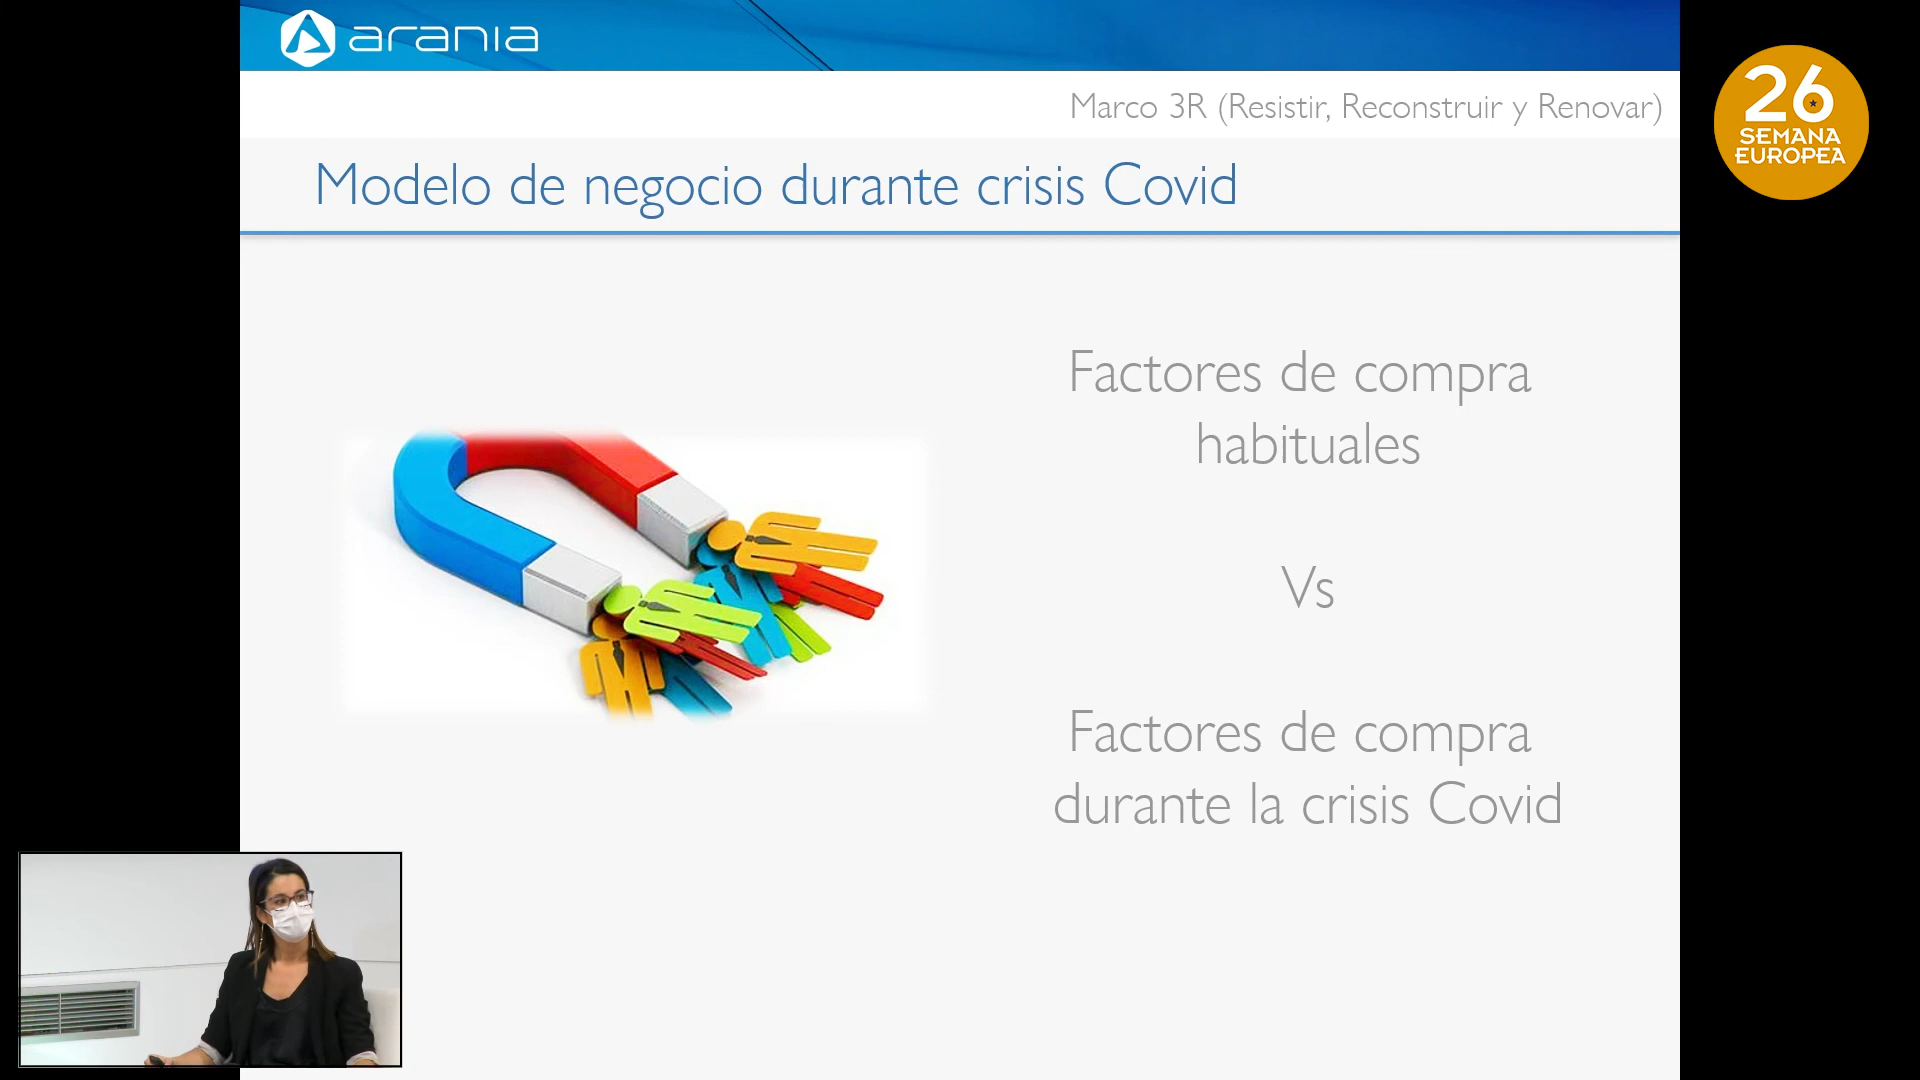 arania
26
SEMANA
EUROPEA
Marco 3R (Resistir, Reconstruir y Renovar)
Modelo de negocio durante crisis Covid
Factores de compra
habituales
Vs
Factores de compra
durante la crisis Covid